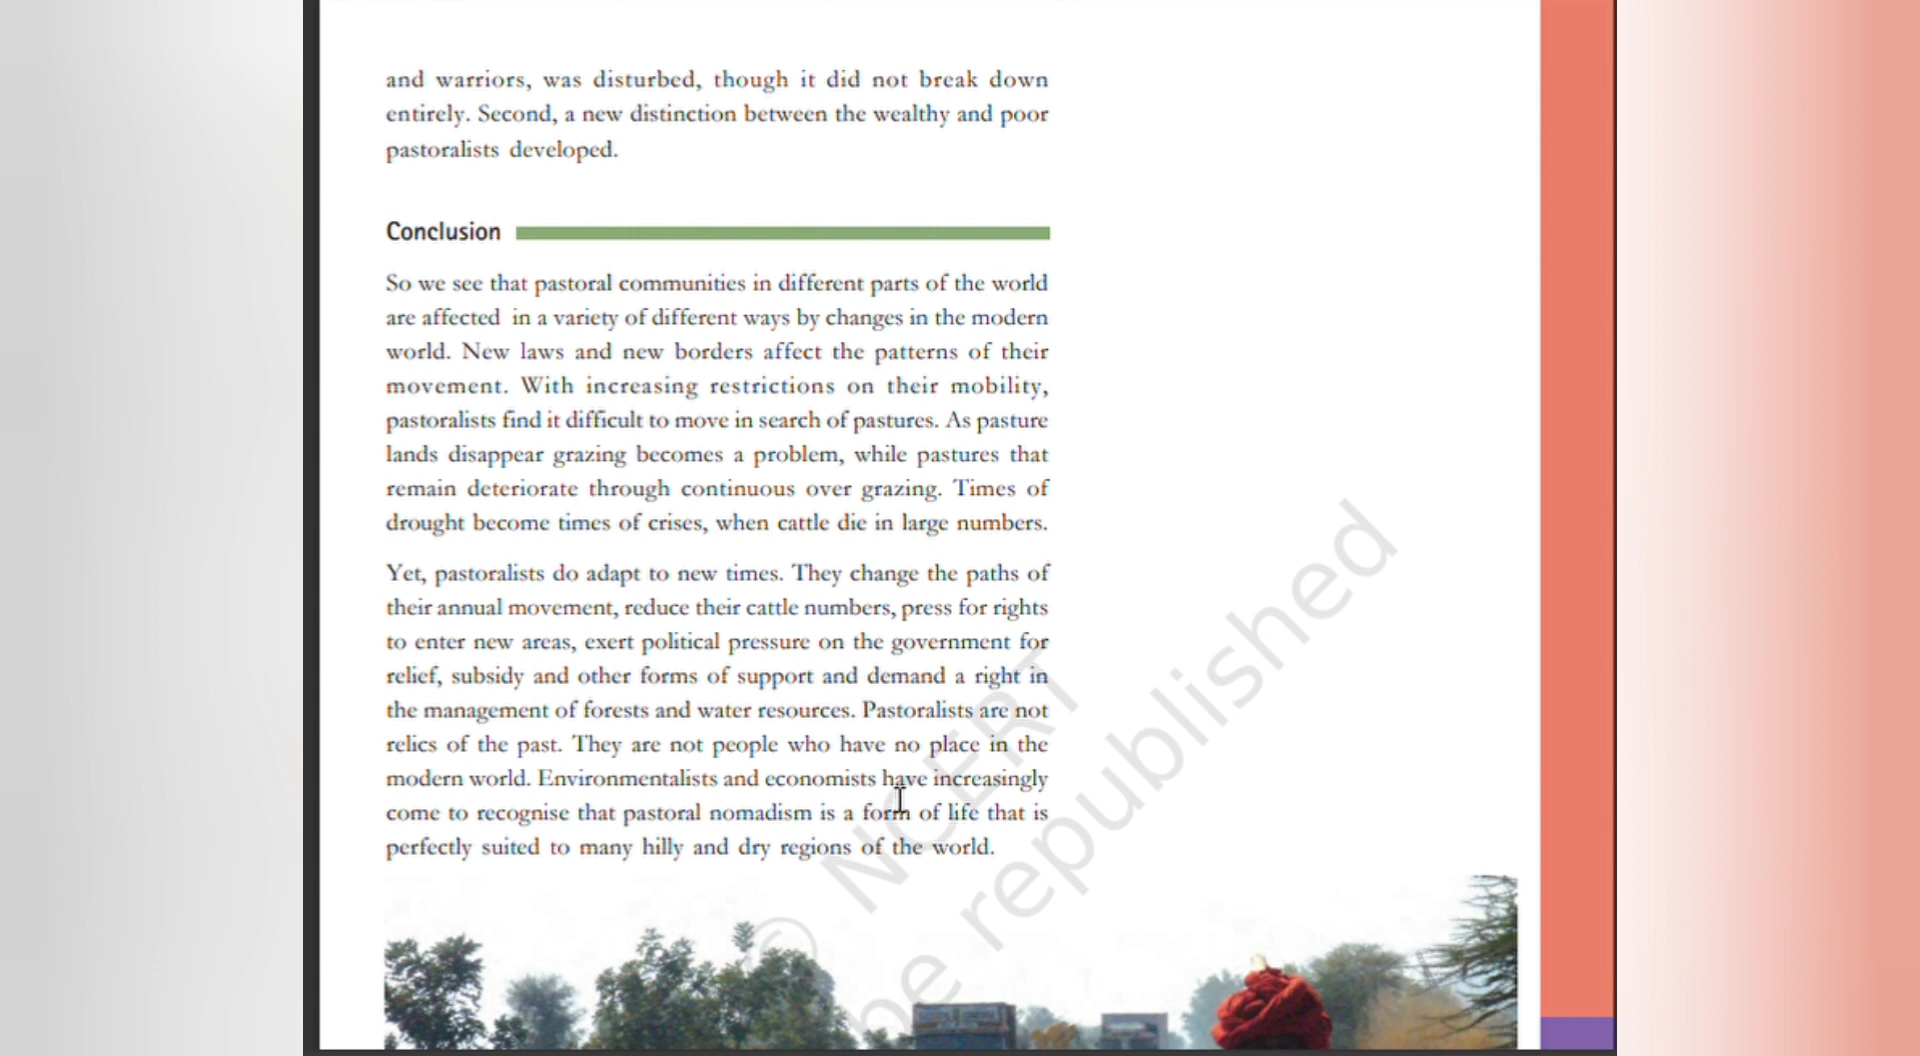 and warriors, was disturbed, though it did not break down
entirely. Second, a new distinction between the wealthy and poor
pastoralists developed.
Conclusion
So we see that pastoral communities in different parts of the world
are affected in a variety of different ways by changes in the modern
world. New laws and new borders affect the patterns of their
movement. With increasing restrictions on their mobility,
pastoralists find it difficult to move in search of pastures. As pasture
lands disappear grazing becomes a problem, while pastures that
remain deteriorate through continuous over grazing. Times of
drought become times of crises, when cattle die in large numbers.
Yet, pastoralists do adapt to new times. They change the paths of
their annual movement, reduce their cattle numbers, press for rights
to enter new areas, exert political pressure on the government for
relief, subsidy and other forms of support and demand a right in
the management of forests and water resources. Pastoralists are not
relics of the past. They are not people who have no place in the
modern world. Environmentalists and economists have increasingly
come to recognise that pastoral nomadism is a form of life that is
perfectly suited to many hilly and dry regions of the world.
© NCERT
be republished